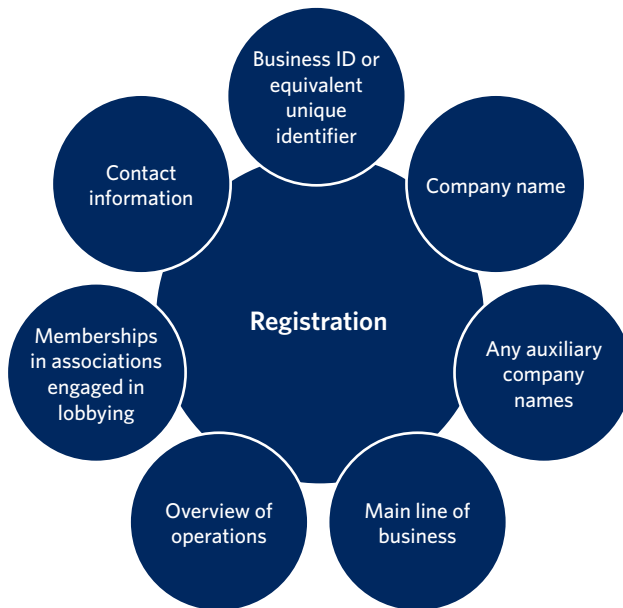 Business ID or
equivalent
unique
identifier
Company name
Any auxiliary
company
names
Main line of
business
Overview of
operations
Memberships
in associations
engaged in
lobbying
Contact
information
Registration